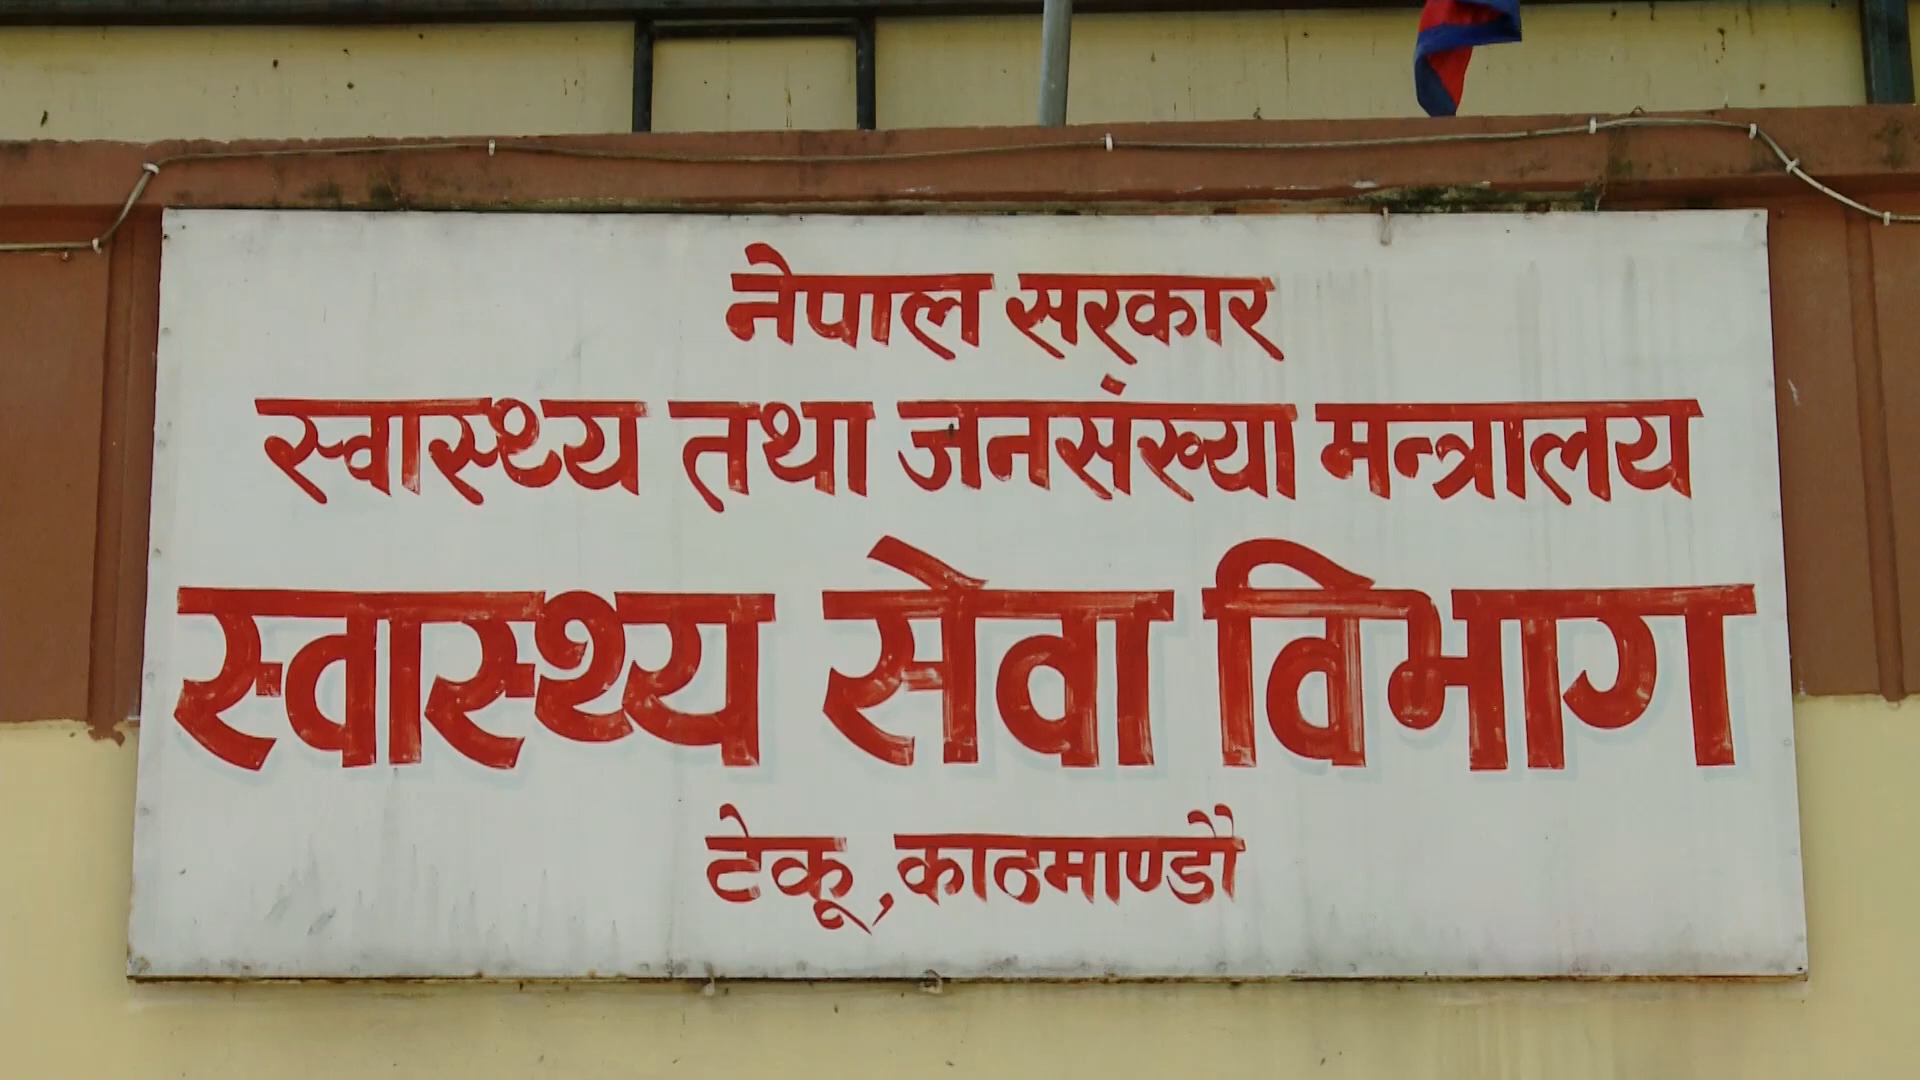 नेपाल सरकार
स्वास्थ्य तथा जनसंख्या मन्त्रालय
स्वास्थ्य सेवा विभाग
टेकू, काठमाण्डौ